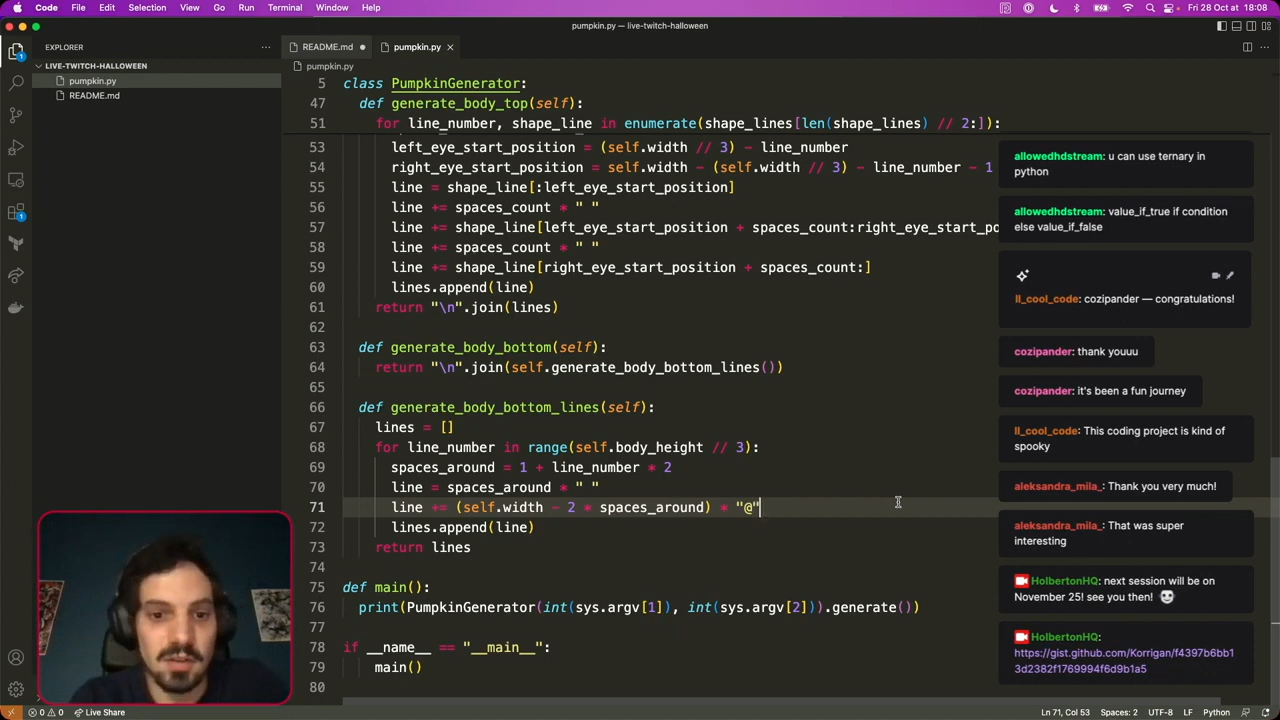 Code File Edit Selection View Go Run Terminal Window Help Fri 28 Oct at 18:08
pumpkin.py — live-twitch-halloween
EXPLORER
LIVE-TWITCH-HALLOWEEN
pumpkin.py
README.md
README.md pumpkin.py
pumpkin.py
5 class PumpkinGenerator:
47 def generate_body_top(self):
51 for line_number, shape_line in enumerate(shape_lines[len(shape_lines) // 2:]):
53 left_eye_start_position = (self.width // 3) - line_number
54 right_eye_start_position = self.width - (self.width // 3) - line_number - 1
55 line = shape_line[:left_eye_start_position]
56 line += spaces_count * " "
57 line += shape_line[left_eye_start_position + spaces_count:right_eye_start_po
58 line += spaces_count * " "
59 line += shape_line[right_eye_start_position + spaces_count:]
60 lines.append(line)
61 return "\n".join(lines)
62
63 def generate_body_bottom(self):
64 return "\n".join(self.generate_body_bottom_lines())
65
66 def generate_body_bottom_lines(self):
67 lines = []
68 for line_number in range(self.body_height // 3):
69 spaces_around = 1 + line_number * 2
70 line = spaces_around * " "
71 line += (self.width - 2 * spaces_around) * "@"
72 lines.append(line)
73 return lines
74
75 def main():
76 print(PumpkinGenerator(int(sys.argv[1]), int(sys.argv[2])).generate())
77
78 if __name__ == "__main__":
79 main()
80
allowedhdstream: u can use ternary in
python
allowedhdstream: value_if_true if condition
else value_if_false
ll_cool_code: cozipander — congratulations!
cozipander: thank youuu
cozipander: it's been a fun journey
ll_cool_code: This coding project is kind of
spooky
aleksandra_mila_: Thank you very much!
aleksandra_mila_: That was super
interesting
HolbertonHQ: next session will be on
November 25! see you then!
HolbertonHQ:
https://gist.github.com/Korrigan/f4397b6bb1
3d2382f1769994f6d9b1a5
0 0 Live Share Ln 71, Col 53 Spaces: 2 UTF-8 LF Python